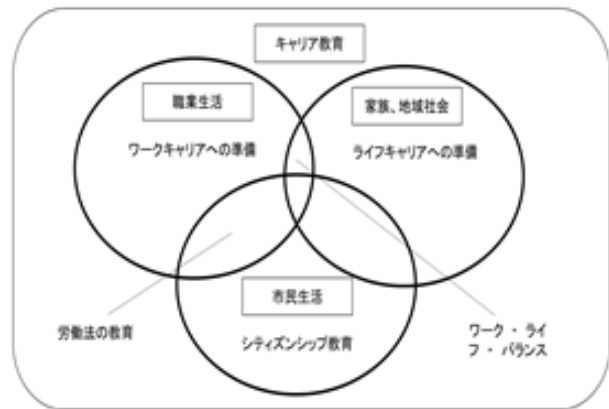 キャリア教育
職業生活
家族、地域社会
ワークキャリアへの準備
ライフキャリアへの準備
市民生活
労働法の教育
シティズンシップ教育
ワーク・ライ
フ・バランス